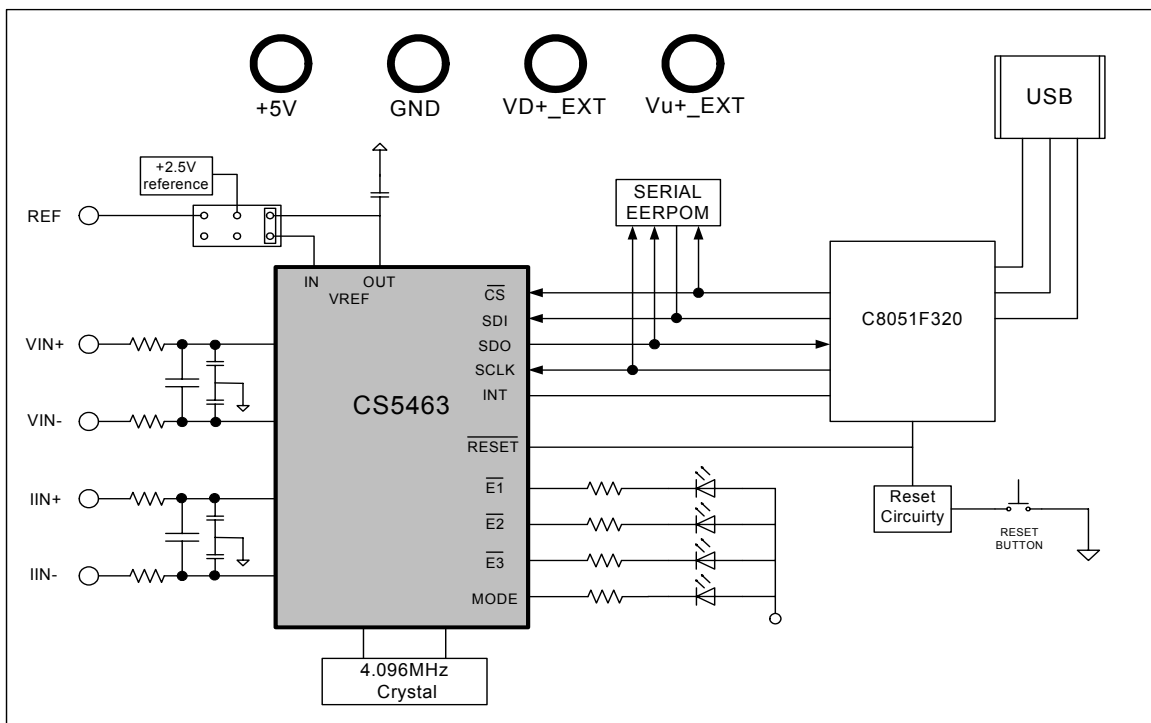 +5V
GND
VD+_EXT
Vu+_EXT
USB
+2.5V
reference
REF
SERIAL
EERPOM
IN
OUT
VREF
CS
SDI
SDO
SCLK
INT
RESET
E1
E2
E3
MODE
C8051F320
VIN+
VIN-
CS5463
IIN+
IIN-
Reset
Circuirty
RESET
BUTTON
4.096MHz
Crystal